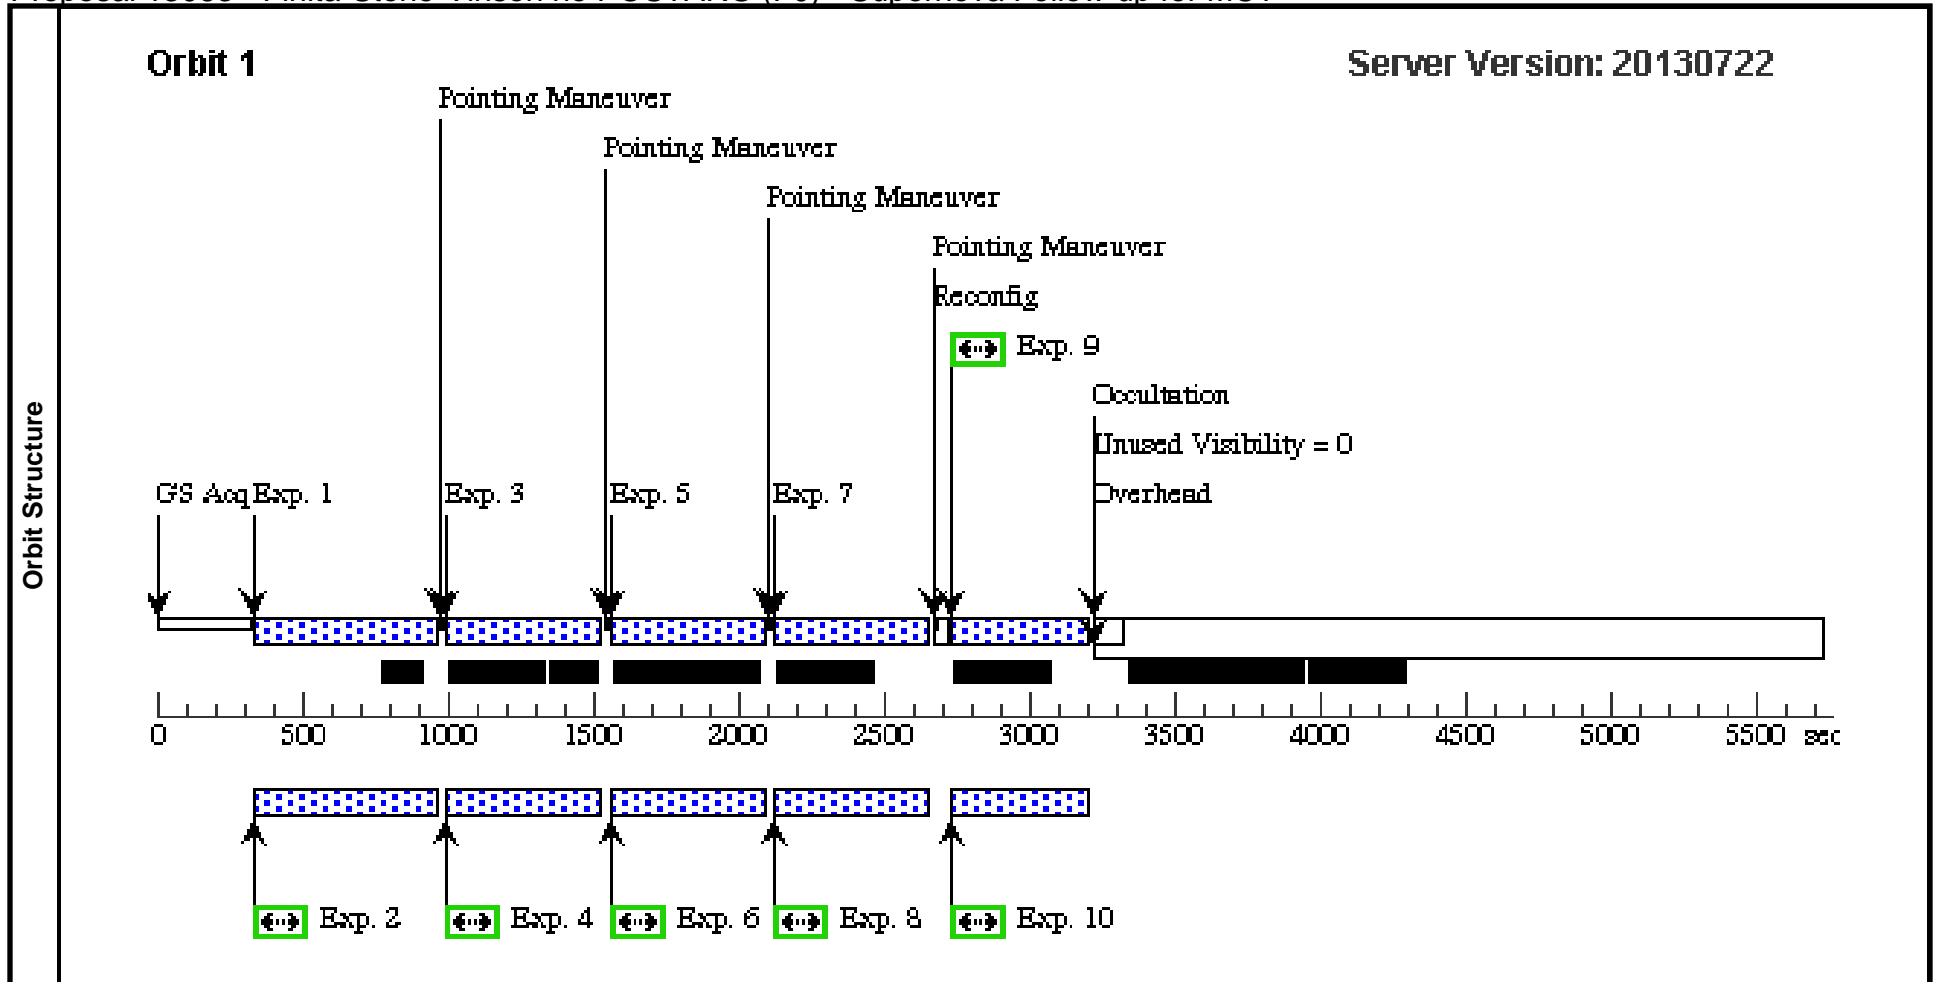 Orbit Structure
Orbit 1
Server Version: 20130722
Pointing Maneuver
Pointing Maneuver
Pointing Maneuver
Pointing Maneuver
Reconfig
Exp. 9
Occultation
Unused Visibility = 0
GS Acq Exp. 1 Exp. 3 Exp. 5 Exp. 7 Overhead
0 500 1000 1500 2000 2500 3000 3500 4000 4500 5000 5500 sec
Exp. 2 Exp. 4 Exp. 6 Exp. 8 Exp. 10